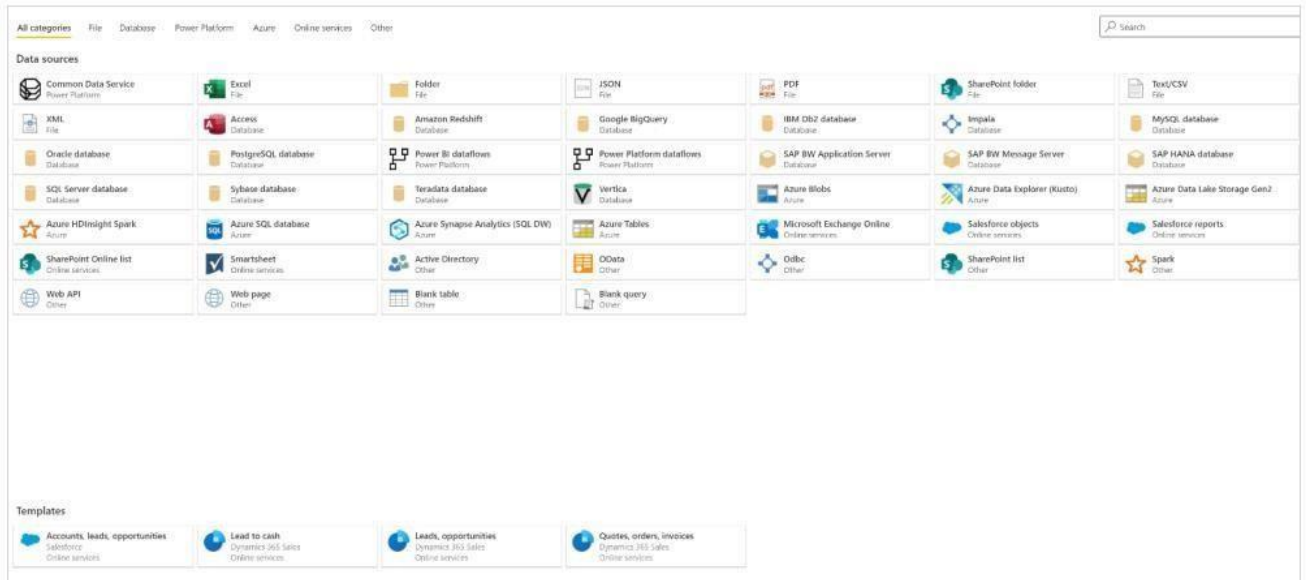 All categories File Database Power Platform Azure Online services Other
Search
Data sources
Common Data Service
Power Platform
Excel
File
Folder
File
JSON
File
PDF
File
SharePoint folder
File
Text/CSV
File
XML
File
Access
Database
Amazon Redshift
Database
Google BigQuery
Database
IBM Db2 database
Database
Impala
Database
MySQL database
Database
Oracle database
Database
PostgreSQL database
Database
Power BI dataflows
Power Platform
Power Platform dataflows
Power Platform
SAP BW Application Server
Database
SAP BW Message Server
Database
SAP HANA database
Database
SQL Server database
Database
Sybase database
Database
Teradata database
Database
Vertica
Database
Azure Blobs
Azure
Azure Data Explorer (Kusto)
Azure
Azure Data Lake Storage Gen2
Azure
Azure HDInsight Spark
Azure
Azure SQL database
Azure
Azure Synapse Analytics (SQL DW)
Azure
Azure Tables
Azure
Microsoft Exchange Online
Online services
Salesforce objects
Online services
Salesforce reports
Online services
SharePoint Online list
Online services
Smartsheet
Online services
Active Directory
Other
OData
Other
Odbc
Other
SharePoint list
Other
Spark
Other
Web API
Other
Web page
Other
Blank table
Other
Blank query
Other
Templates
Accounts, leads, opportunities
Salesforce
Online services
Lead to cash
Dynamics 365 Sales
Online services
Leads, opportunities
Dynamics 365 Sales
Online services
Quotes, orders, invoices
Dynamics 365 Sales
Online services